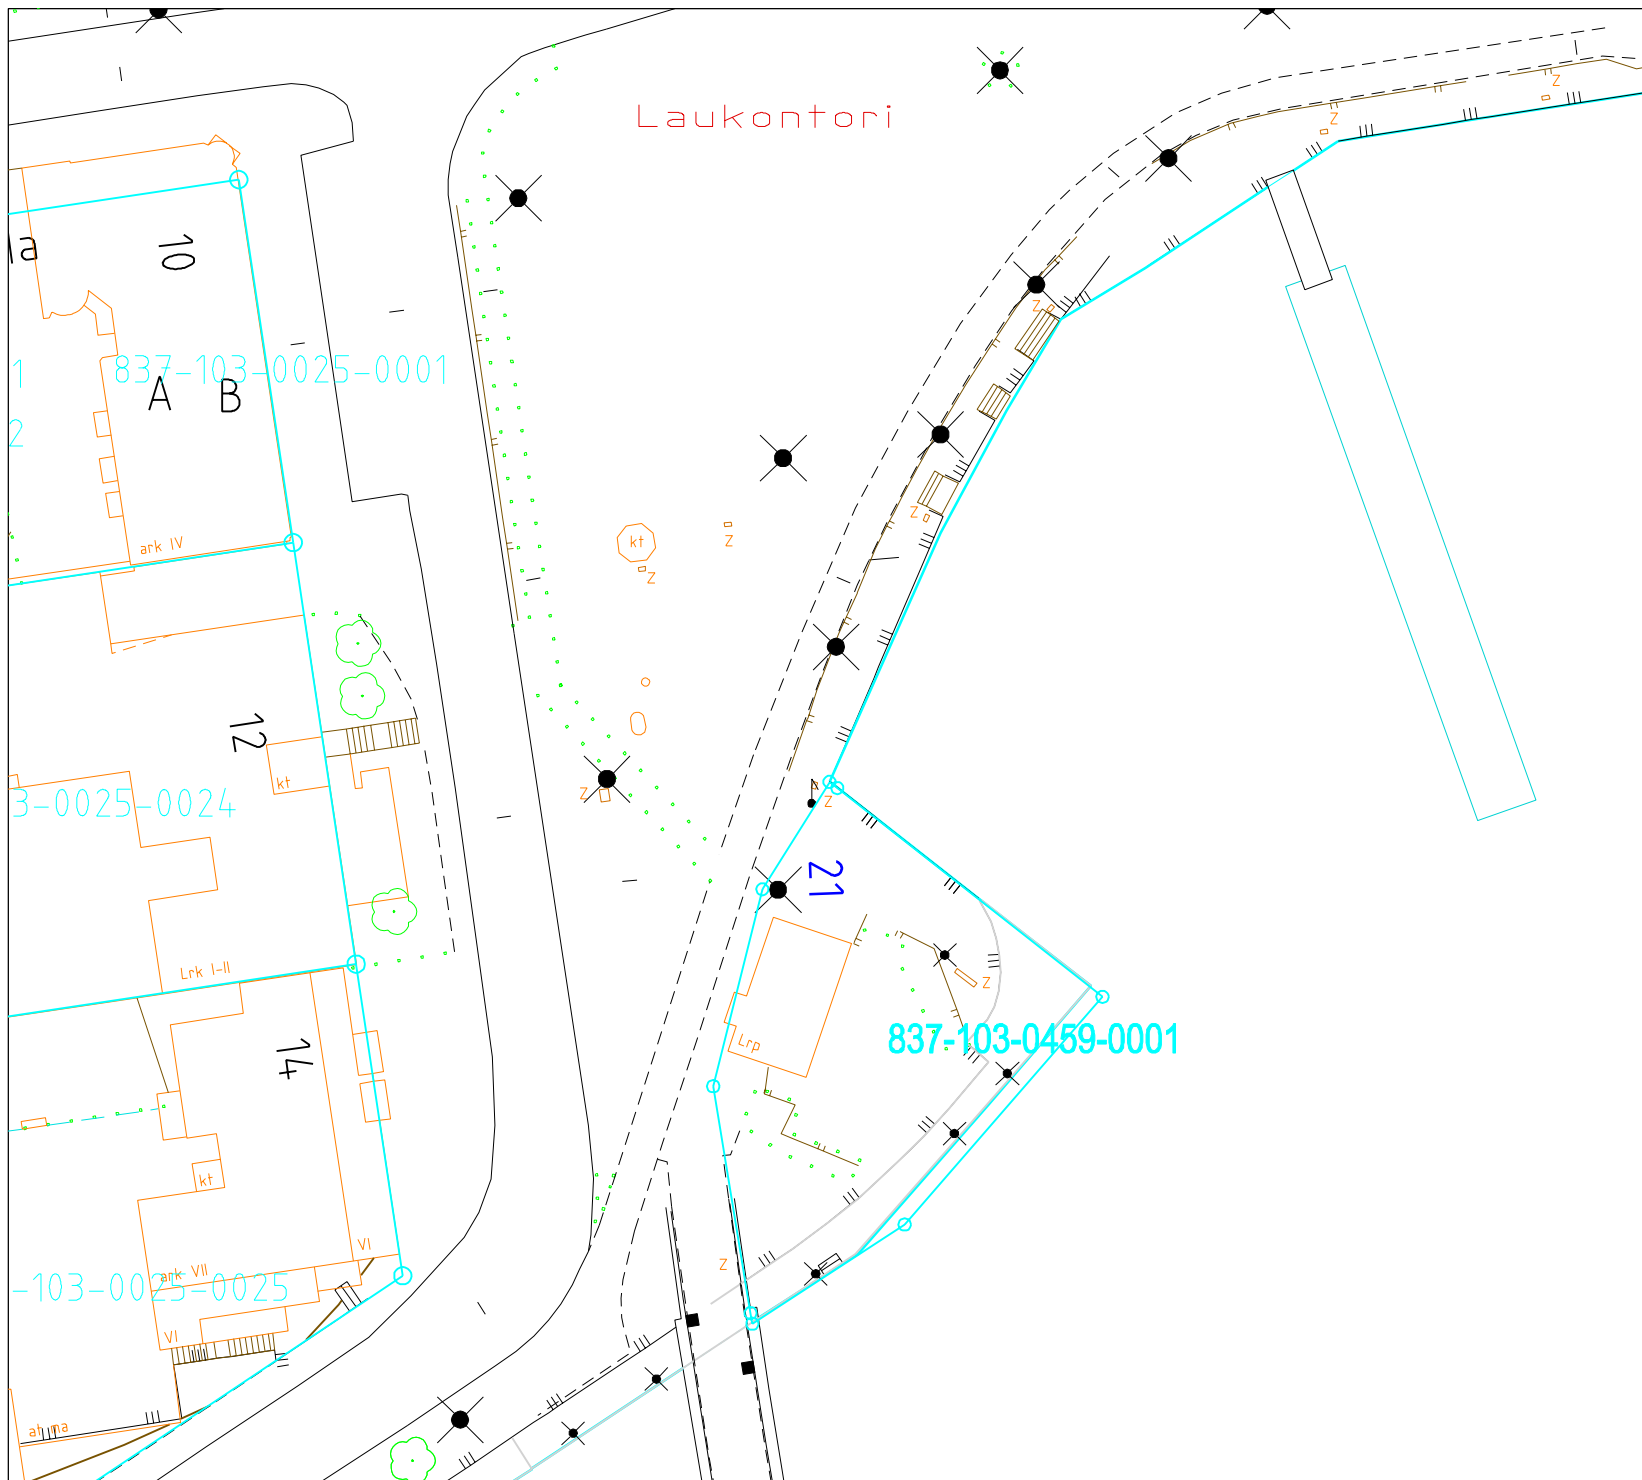 Laukontori
10
837-103-0025-0001
1
A B
2
ark IV
kt
Z
Z
Z
Z
Z
Z
12
kt
3-0025-0024
Z
Z
21
Lrk I-II
Z
Lrp
837-103-0459-0001
14
kt
VI
ark VII
Z
-103-0025-0025
VI